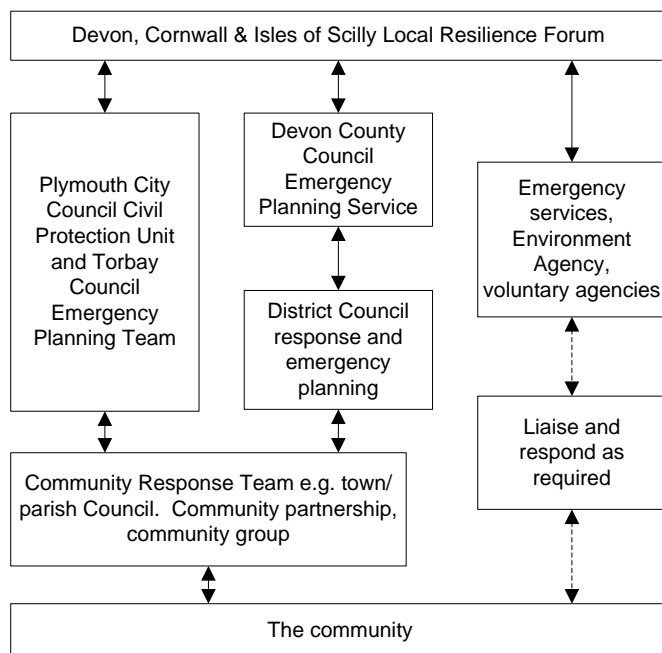 Devon, Cornwall & Isles of Scilly Local Resilience Forum
Plymouth City
Council Civil
Protection Unit
and Torbay
Council
Emergency
Planning Team
Devon County
Council
Emergency
Planning Service
District Council
response and
emergency
planning
Emergency
services,
Environment
Agency,
voluntary agencies
Liaise and
respond as
required
Community Response Team e.g. town/
parish Council.  Community partnership,
community group
The community